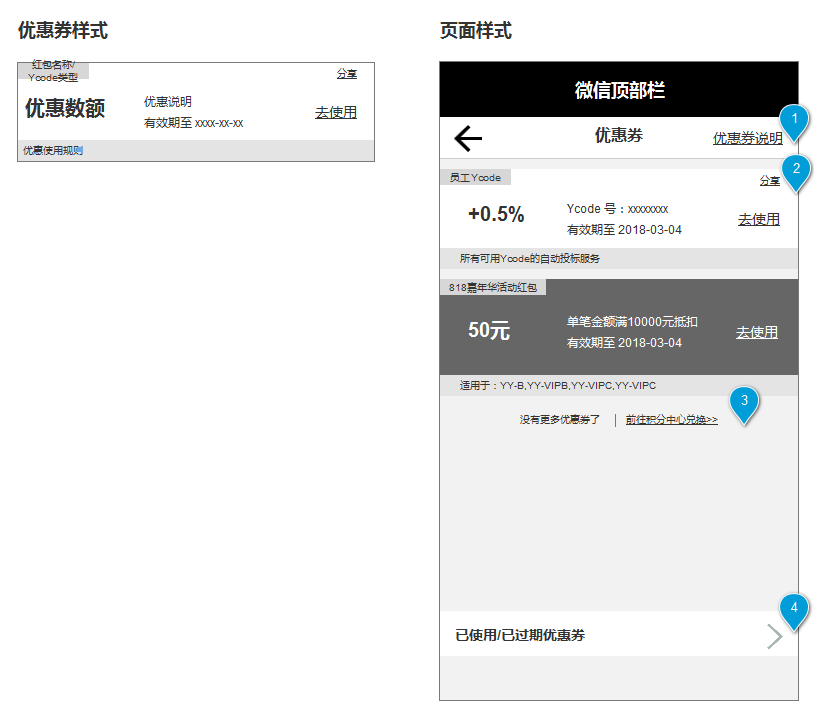 优惠券样式
红包名称/
Ycode类型
分享
优惠数额
优惠说明
有效期至 xxxx-xx-xx
去使用
优惠使用规则
页面样式
微信顶部栏
优惠券
优惠券说明
1
员工Ycode
分享
2
+0.5%
Ycode 号：xxxxxxxx
有效期至 2018-03-04
去使用
所有可用Ycode的自动投标服务
818嘉年华活动红包
50元
单笔金额满10000元抵扣
有效期至 2018-03-04
去使用
适用于：YY-B,YY-VIPB,YY-VIPC,YY-VIPC
3
没有更多优惠券了
前往积分中心兑换>>
4
已使用/已过期优惠券